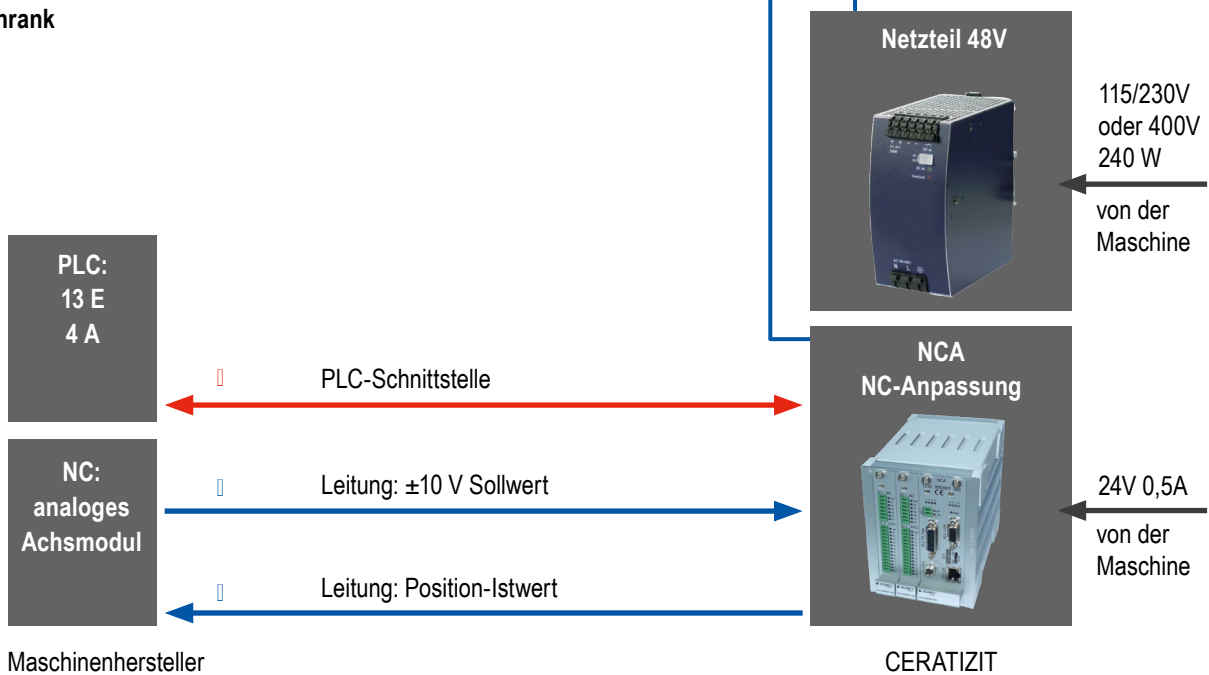 hrank
Netzteil 48V
115/230V
oder 400V
240 W
von der
Maschine
PLC:
13 E
4 A
PLC-Schnittstelle
NCA
NC-Anpassung
NC:
analoges
Achsmodul
Leitung: ±10 V Sollwert
Leitung: Position-Istwert
24V 0,5A
von der
Maschine
Maschinenhersteller
CERATIZIT